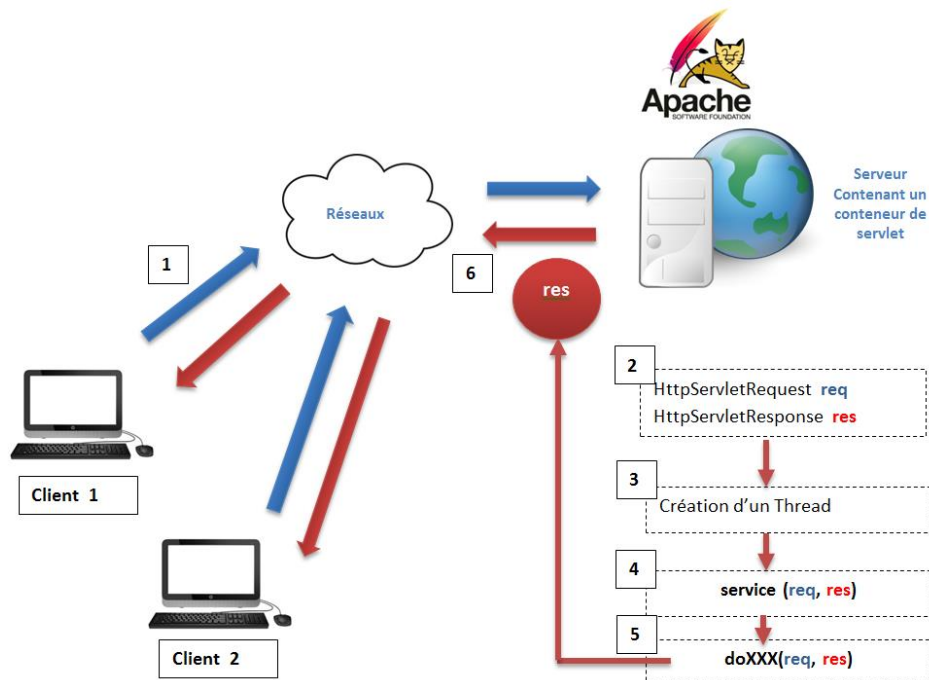 Apache
SOFTWARE FOUNDATION
Serveur
Contenant un
conteneur de
servlet
Réseaux
1
6
res
2
HttpServletRequest req
HttpServletResponse res
3
Création d'un Thread
4
service (req, res)
5
doXXX(req, res)
Client 1
Client 2